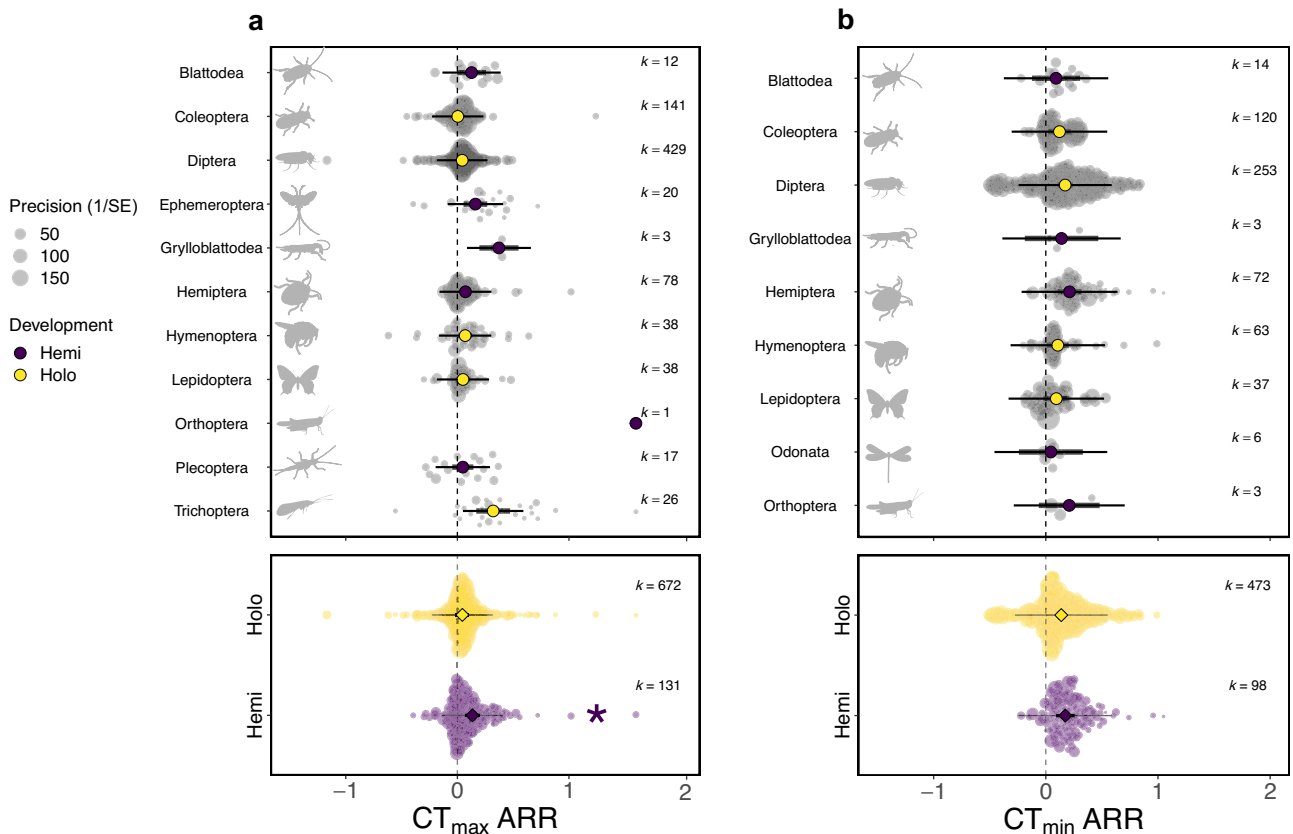 a
b
Blattodea
k = 12
Coleoptera
k = 141
Diptera
k = 429
Ephemeroptera
k = 20
Grylloblattodea
k = 3
Hemiptera
k = 78
Hymenoptera
k = 38
Lepidoptera
k = 38
Orthoptera
k = 1
Plecoptera
k = 17
Trichoptera
k = 26
Precision (1/SE)
50
100
150
Development
Hemi
Holo
Holo
k = 672
Hemi
k = 131
*
−1 0 1 2
CTmax ARR
Blattodea
k = 14
Coleoptera
k = 120
Diptera
k = 253
Grylloblattodea
k = 3
Hemiptera
k = 72
Hymenoptera
k = 63
Lepidoptera
k = 37
Odonata
k = 6
Orthoptera
k = 3
Holo
k = 473
Hemi
k = 98
−1 0 1 2
CTmin ARR